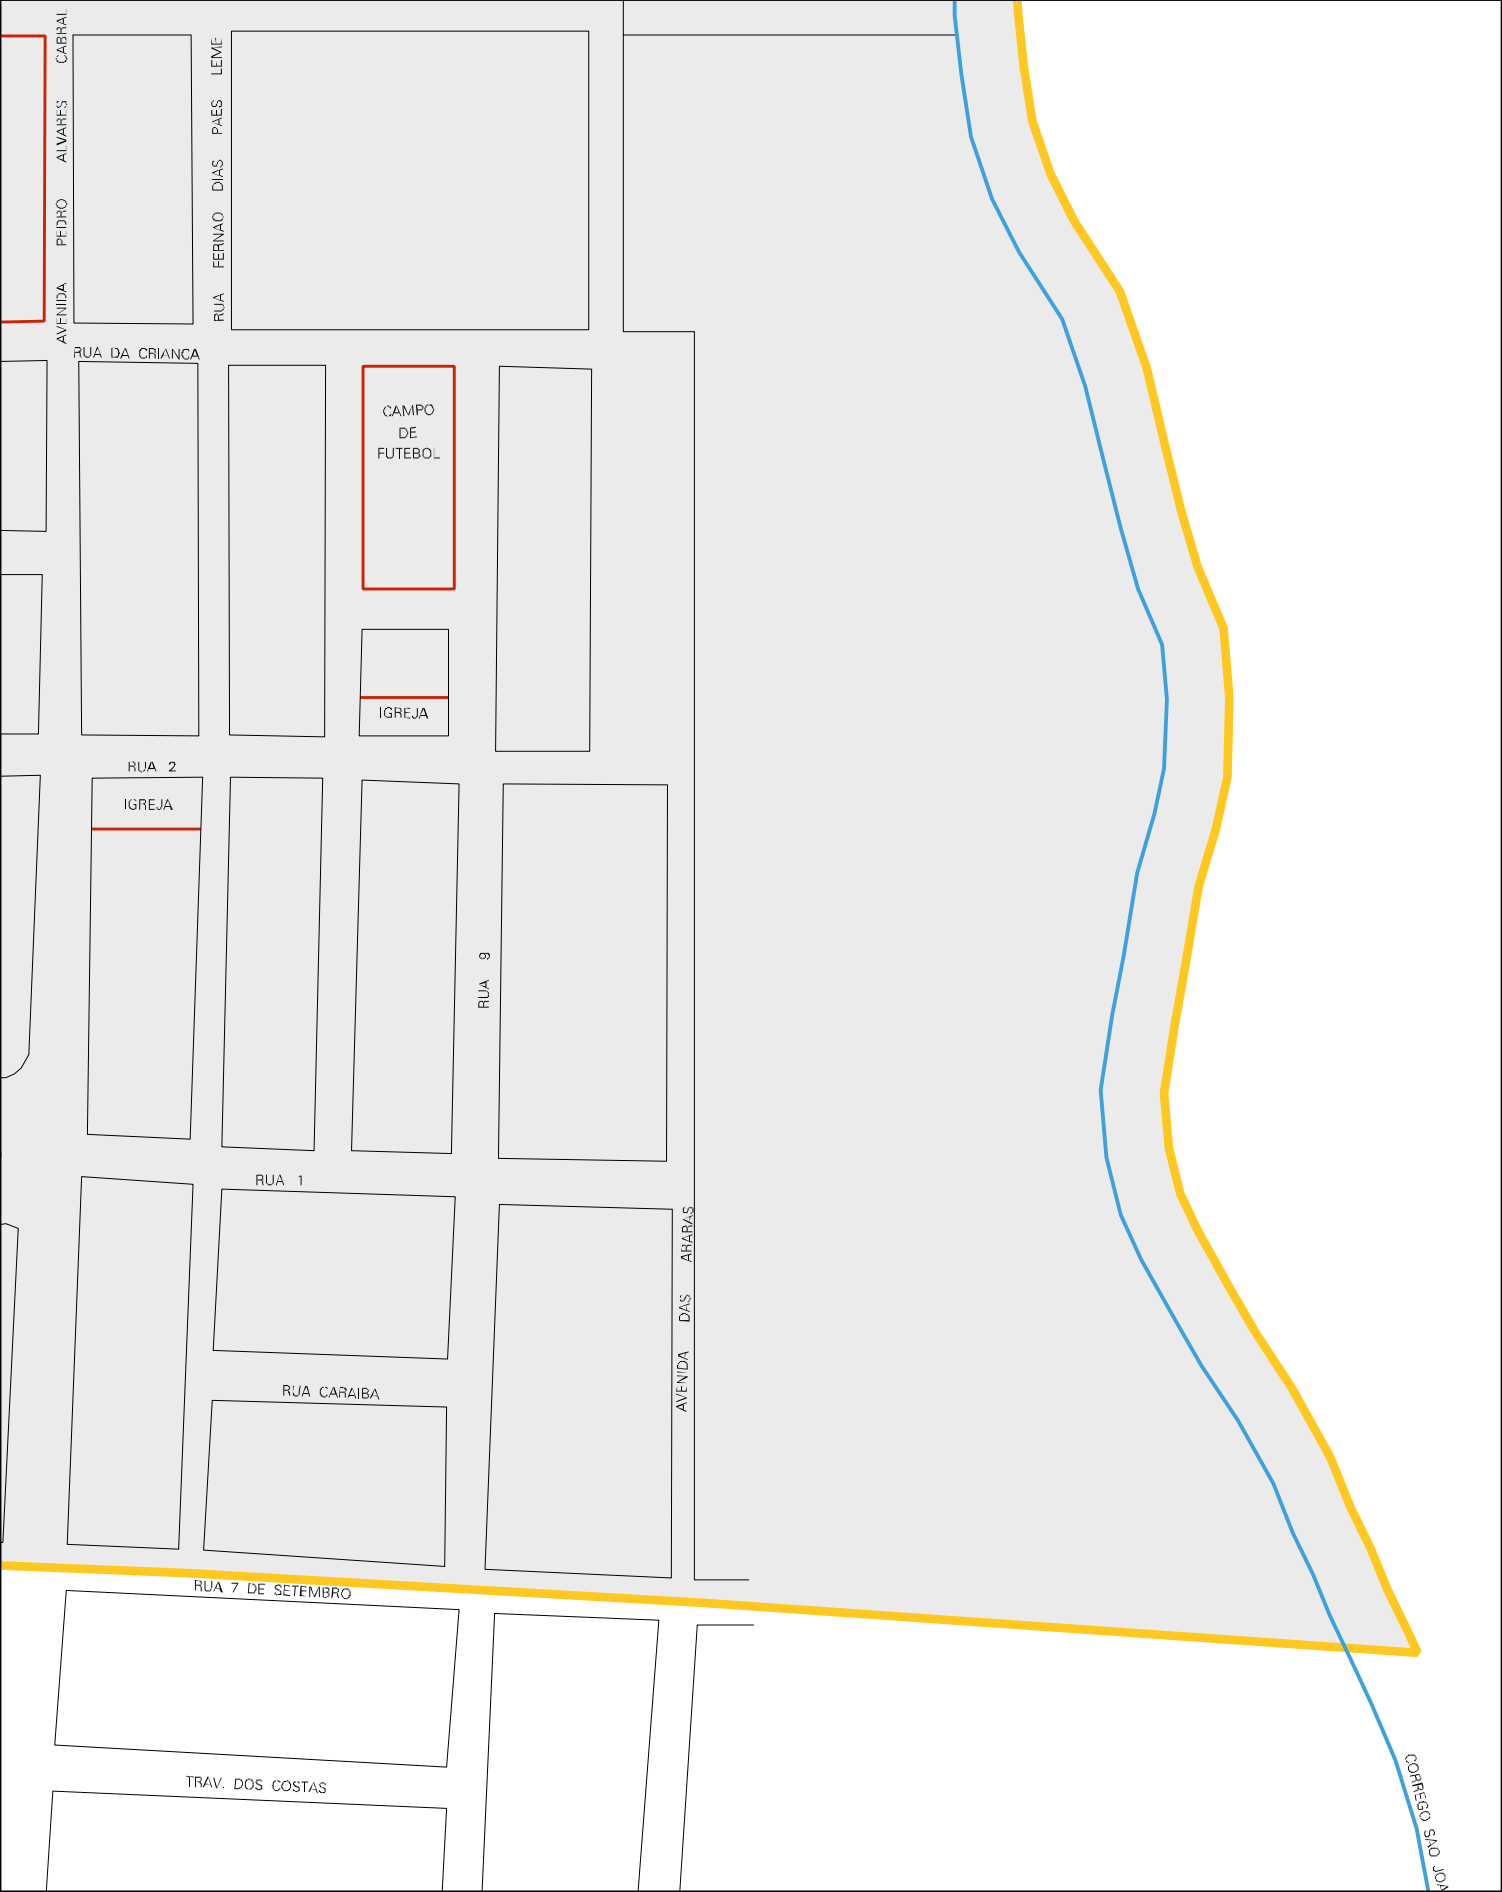 AVENIDA PEDRO ALVARES CABRAL
RUA FERNAO DIAS PAES LEME
RUA DA CRIANCA
CAMPO
DE
FUTEBOL
IGREJA
RUA 2
IGREJA
RUA 9
RUA 1
AVENIDA DAS ARARAS
RUA CARAIBA
RUA 7 DE SETEMBRO
TRAV. DOS COSTAS
CORREGO SAO JOA